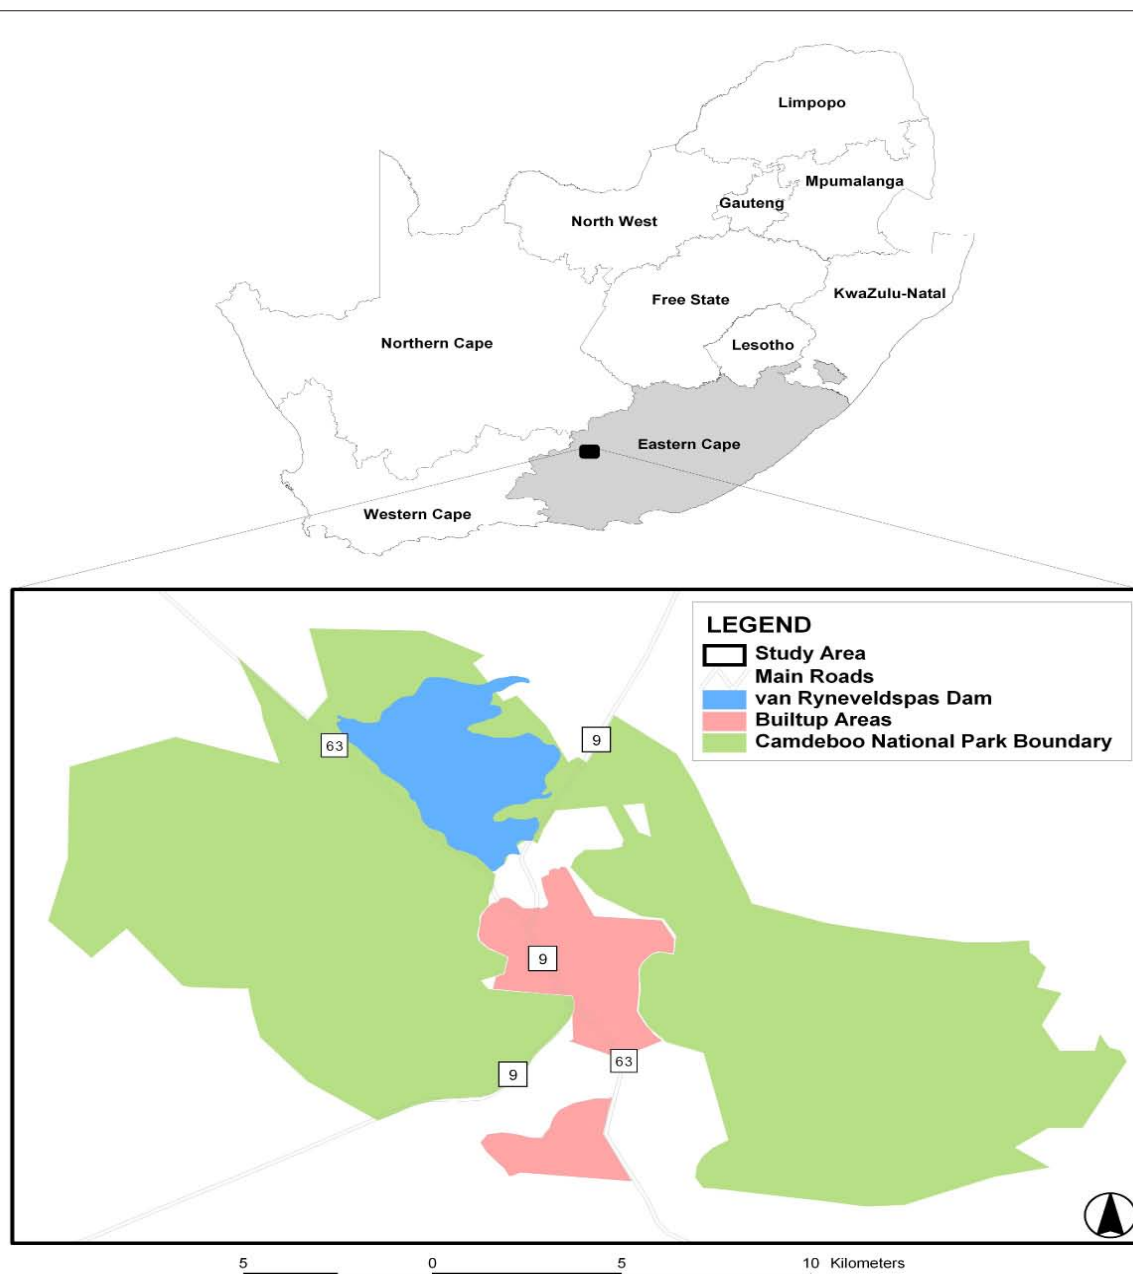 Limpopo
Mpumalanga
Gauteng
North West
KwaZulu-Natal
Free State
Northern Cape
Lesotho
Eastern Cape
Western Cape
LEGEND
Study Area
Main Roads
van Ryneveldspas Dam
Builtup Areas
Camdeboo National Park Boundary
63
9
9
63
9
5 0 5 10 Kilometers